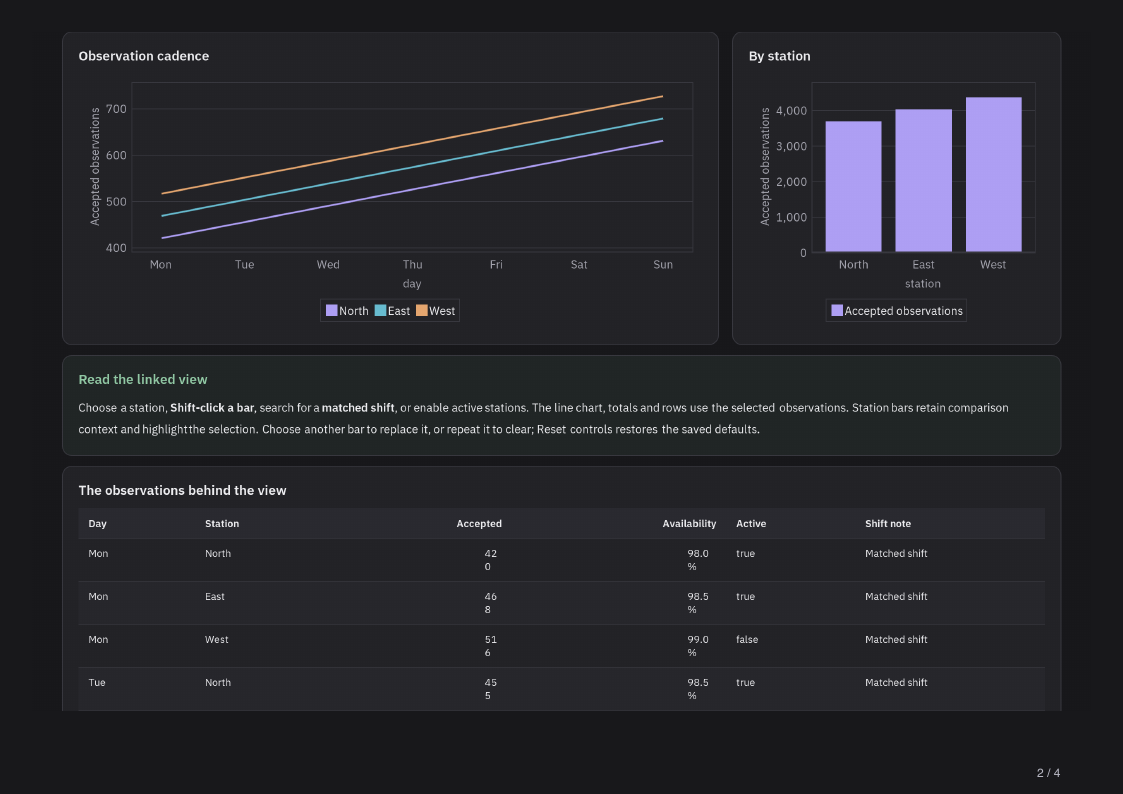 Observation cadence
Accepted observations
700
600
500
400
Mon Tue Wed Thu Fri Sat Sun
day
North East West
By station
Accepted observations
4,000
3,000
2,000
1,000
0
North East West
station
Accepted observations
Read the linked view
Choose a station, Shift-click a bar, search for a matched shift, or enable active stations. The line chart, totals and rows use the selected observations. Station bars retain comparison
context and highlight the selection. Choose another bar to replace it, or repeat it to clear; Reset controls restores the saved defaults.
The observations behind the view
Day Station Accepted Availability Active Shift note
Mon North 42 98.0 true Matched shift
0 %
Mon East 46 98.5 true Matched shift
8 %
Mon West 51 99.0 false Matched shift
6 %
Tue North 45 98.5 true Matched shift
5 %
2 / 4